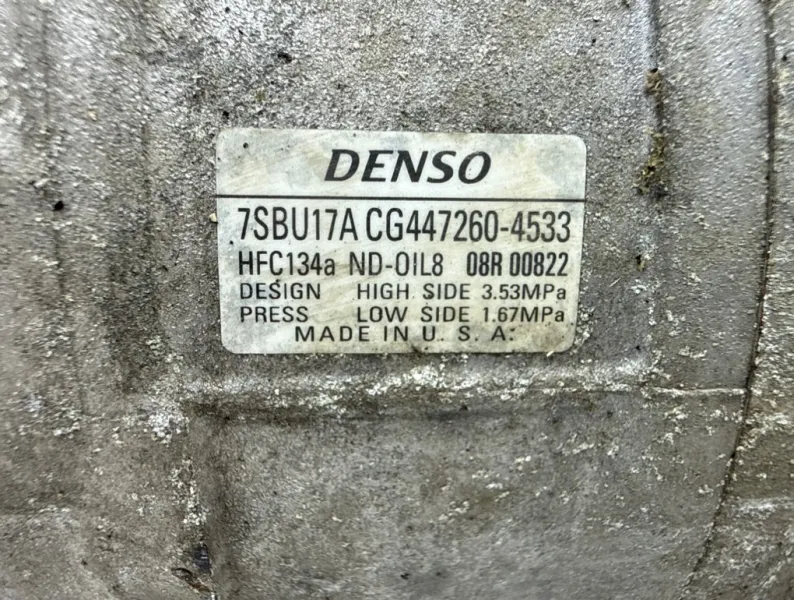 DENSO
7SBU17A CG447260-4533
HFC134a ND-OIL8 08R 00822
DESIGN HIGH SIDE 3.53MPa
PRESS LOW SIDE 1.67MPa
MADE IN U.S.A.